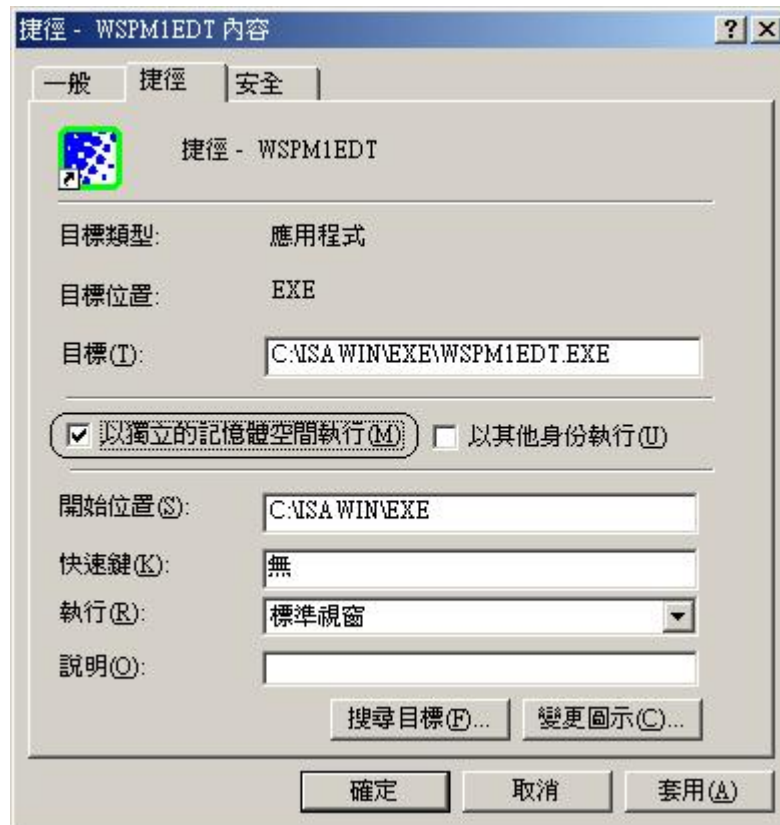 捷徑 - WSPM1EDT 內容
一般 捷徑 安全
捷徑 - WSPM1EDT
目標類型: 應用程式
目標位置: EXE
目標(T): C:\ISAWIN\EXE\WSPM1EDT.EXE
以獨立的記憶體空間執行(M) 以其他身份執行(U)
開始位置(S): C:\ISAWIN\EXE
快速鍵(K): 無
執行(R): 標準視窗
說明(O):
搜尋目標(F)... 變更圖示(C)...
確定 取消 套用(A)